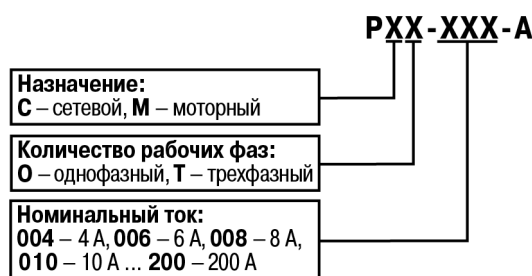 РХХ-ХХХ-А
Назначение:
С – сетевой, М – моторный
Количество рабочих фаз:
О – однофазный, Т – трехфазный
Номинальный ток:
004 – 4 А, 006 – 6 А, 008 – 8 А,
010 – 10 А ... 200 – 200 А